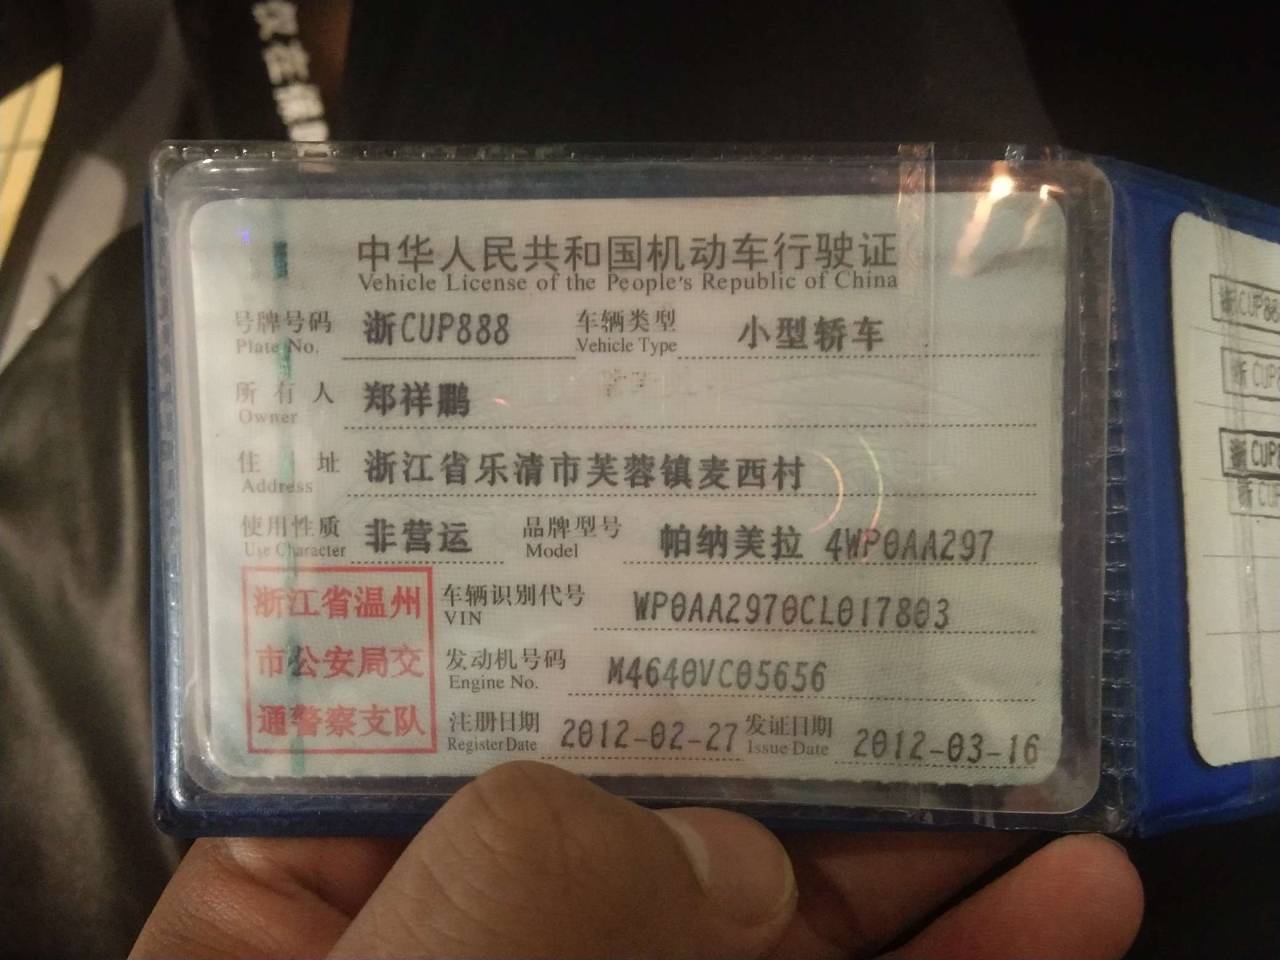 中华人民共和国机动车行驶证
Vehicle License of the People's Republic of China
号牌号码 浙CUP888 车辆类型 小型轿车
Plate No. Vehicle Type
所有人 郑祥鹏
Owner
住址 浙江省乐清市芙蓉镇麦西村
Address
使用性质 非营运 品牌型号 帕纳美拉 4WP0AA297
Use Character Model
浙江省温州
市公安局交
通警察支队
车辆识别代号 WP0AA2970CL017803
VIN
发动机号码 M4640VC05656
Engine No.
注册日期 2012-02-27 发证日期 2012-03-16
Register Date Issue Date
浙CUP88
浙CUP
浙CUP